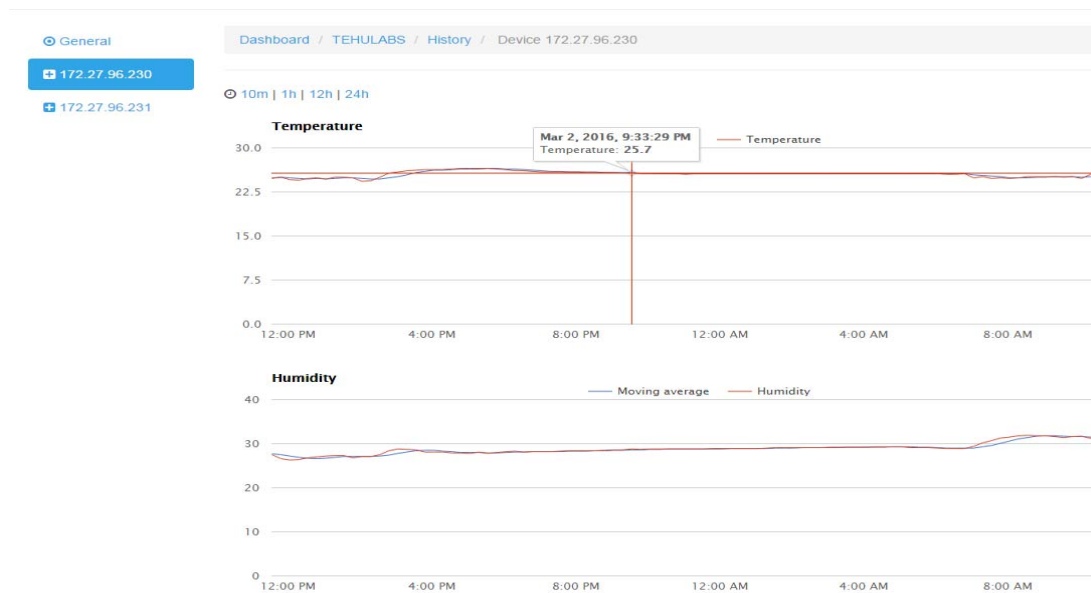 General
172.27.96.230
172.27.96.231
Dashboard / TEHULABS / History / Device 172.27.96.230
10m | 1h | 12h | 24h
Temperature
Mar 2, 2016, 9:33:29 PM
Temperature: 25.7
Temperature
30.0
22.5
15.0
7.5
0.0
12:00 PM 4:00 PM 8:00 PM 12:00 AM 4:00 AM 8:00 AM
Humidity
Moving average Humidity
40
30
20
10
0
12:00 PM 4:00 PM 8:00 PM 12:00 AM 4:00 AM 8:00 AM